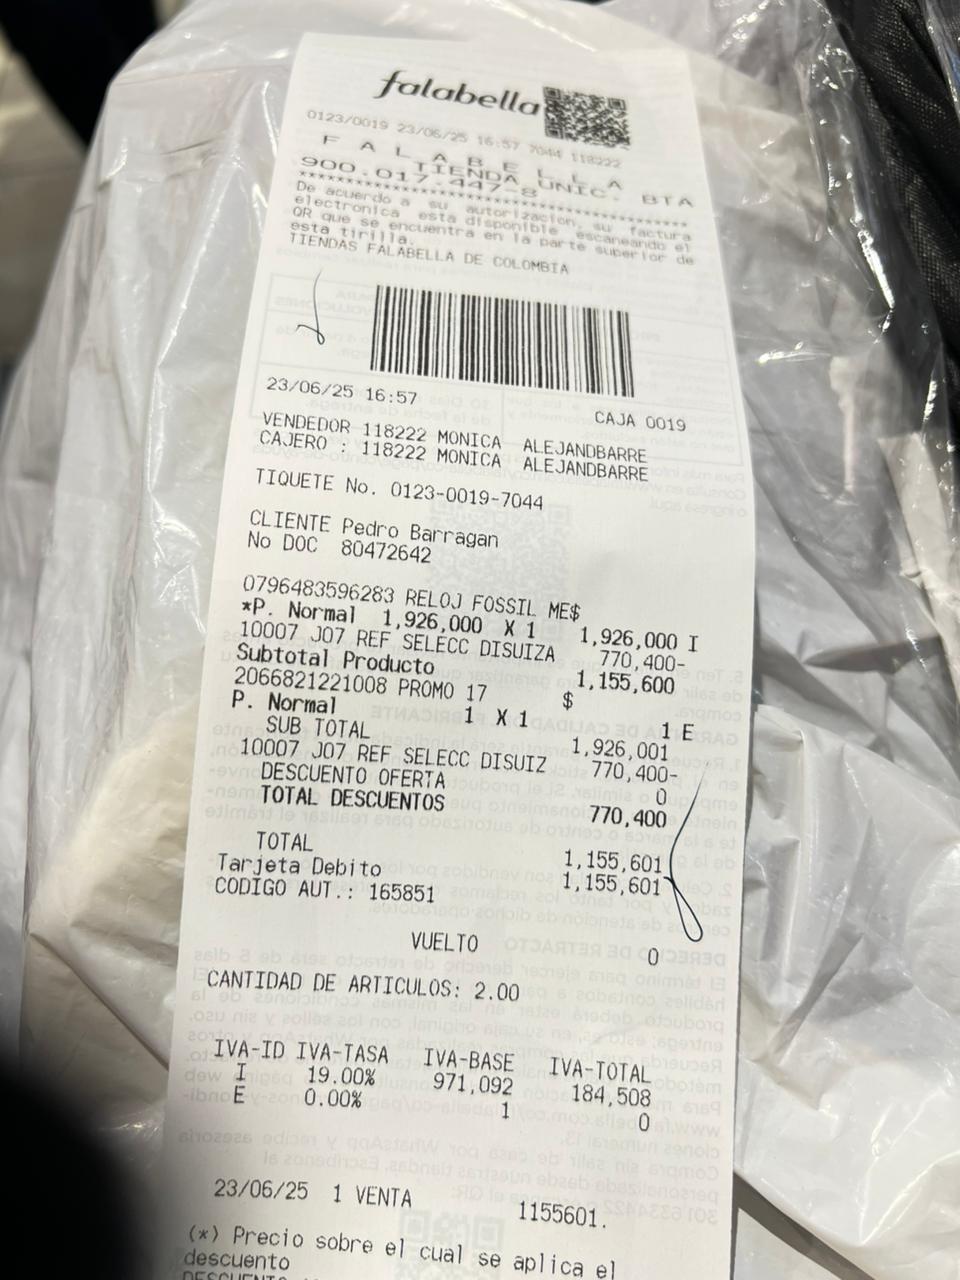 falabella
0123/0019 23/06/25 16:57 7044 118222
F A L A B E L L A
TIENDA UNIC. BTA
900.017.447-8
************************************
De acuerdo a su autorizacion, su factura
electronica esta disponible escaneando el
QR que se encuentra en la parte superior de
esta tirilla.
TIENDAS FALABELLA DE COLOMBIA
23/06/25 16:57 CAJA 0019
VENDEDOR 118222 MONICA ALEJANDBARRE
CAJERO : 118222 MONICA ALEJANDBARRE
TIQUETE No. 0123-0019-7044
CLIENTE Pedro Barragan
No DOC 80472642
0796483596283 RELOJ FOSSIL ME$
*P. Normal 1,926,000 X 1 1,926,000 I
10007 J07 REF SELECC DISUIZA 770,400-
Subtotal Producto 1,155,600
2066821221008 PROMO 17 $
P. Normal 1 X 1 1 E
SUB TOTAL 1,926,001
10007 J07 REF SELECC DISUIZ 770,400-
DESCUENTO OFERTA 0
TOTAL DESCUENTOS 770,400
TOTAL 1,155,601
Tarjeta Debito 1,155,601
CODIGO AUT.: 165851
VUELTO 0
CANTIDAD DE ARTICULOS: 2.00
IVA-ID IVA-TASA IVA-BASE IVA-TOTAL
I 19.00% 971,092 184,508
E 0.00% 1 0
23/06/25 1 VENTA 1155601.
(*) Precio sobre el cual se aplica el
descuento